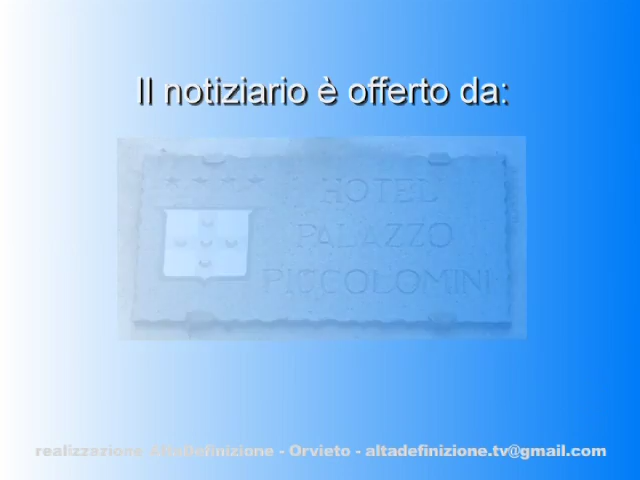 Il notiziario è offerto da:
★ ★ ★ ★ HOTEL
PALAZZO
PICCOLOMINI
realizzazione AltaDefinizione - Orvieto - altadefinizione.tv@gmail.com